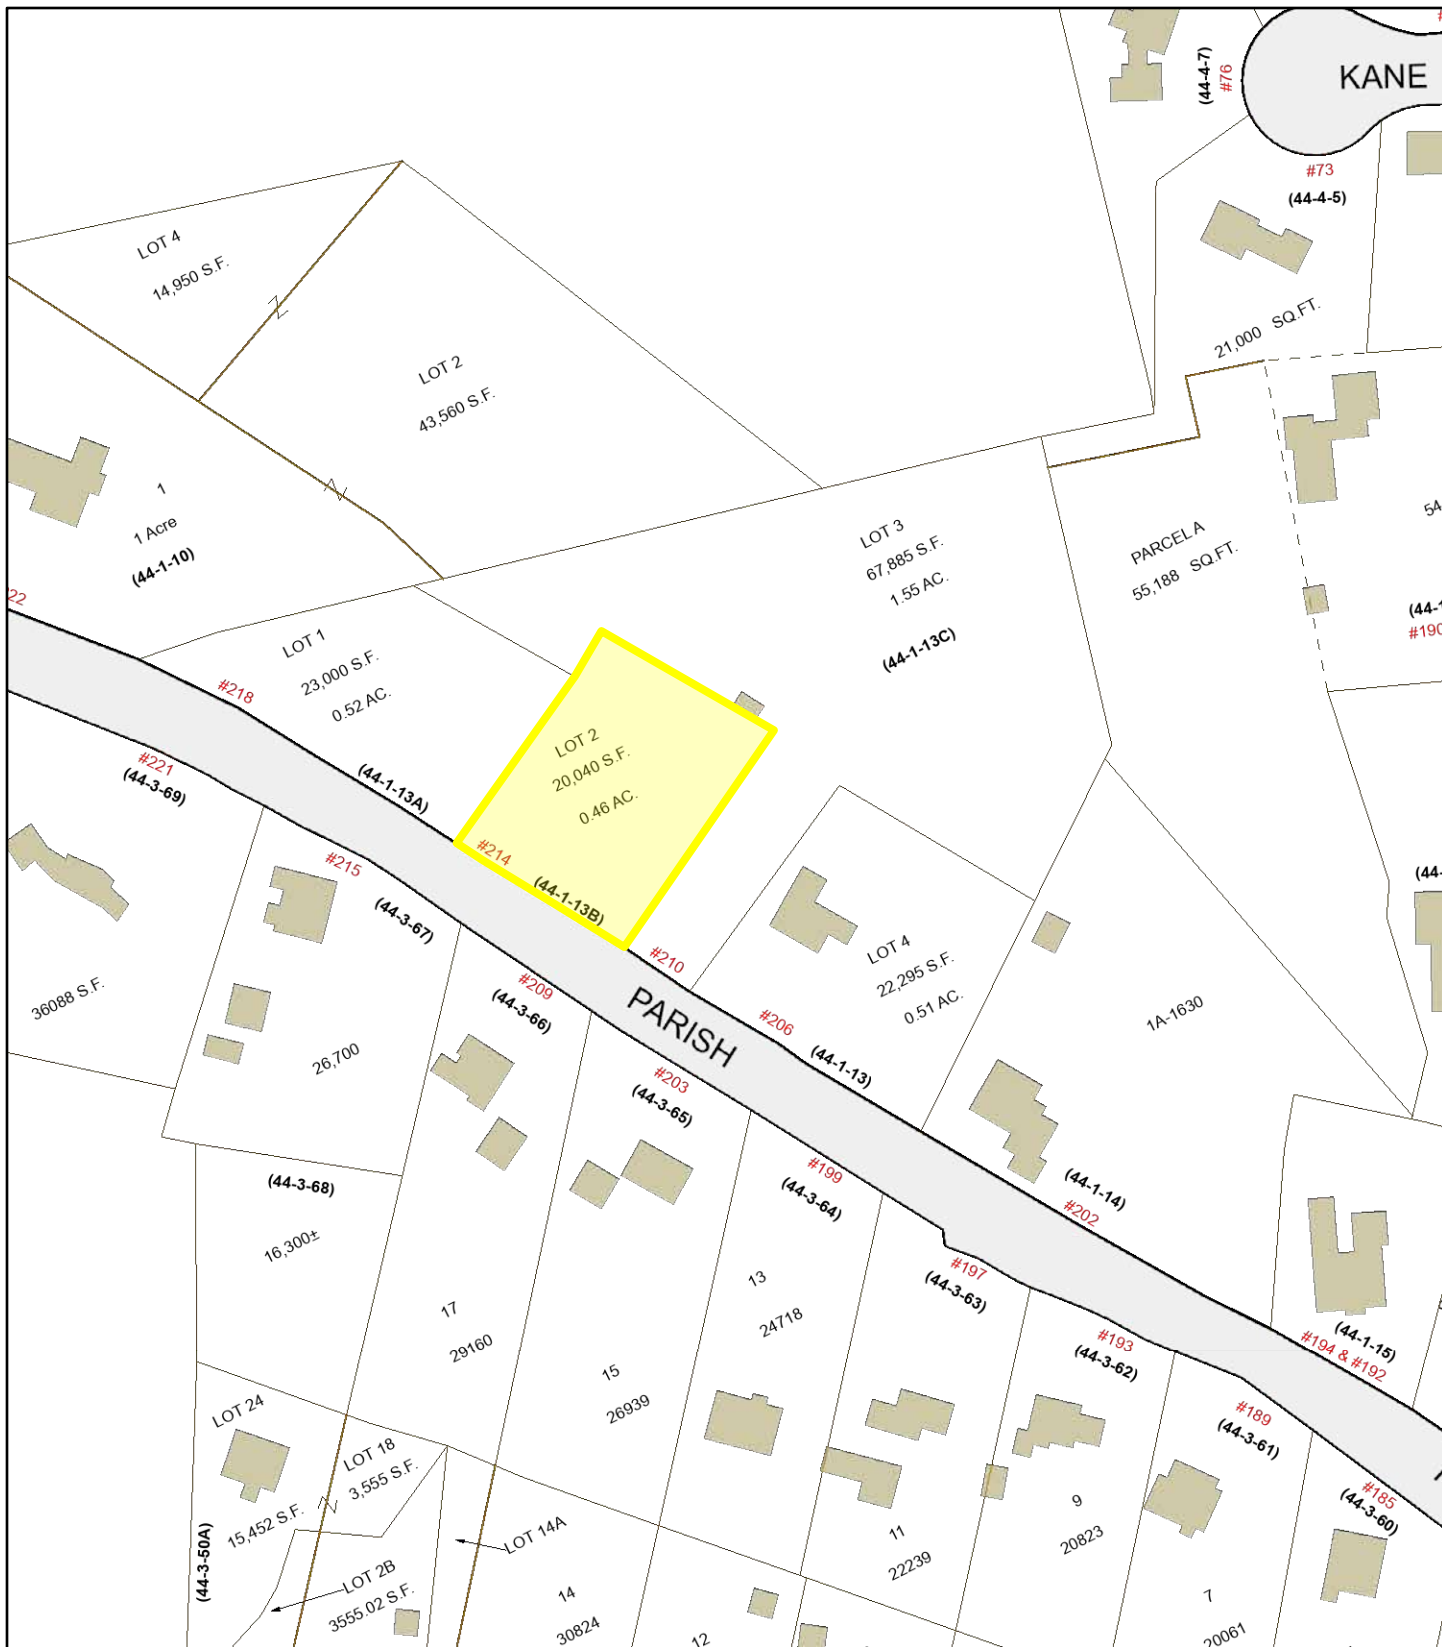 KANE
(44-4-7)
#76
#73
(44-4-5)
21,000 SQ.FT.
LOT 4
14,950 S.F.
LOT 2
43,560 S.F.
1
1 Acre
(44-1-10)
22
LOT 3
67,885 S.F.
1.55 AC.
(44-1-13C)
PARCEL A
55,188 SQ.FT.
54
(44-1
#190
LOT 1
23,000 S.F.
0.52 AC.
#218
(44-1-13A)
LOT 2
20,040 S.F.
0.46 AC.
#214
(44-1-13B)
#221
(44-3-69)
#215
(44-3-67)
36088 S.F.
26,700
#210
#209
(44-3-66)
PARISH
#206
(44-1-13)
LOT 4
22,295 S.F.
0.51 AC.
1A-1630
(44-
#203
(44-3-65)
#199
(44-3-64)
(44-1-14)
#202
(44-3-68)
16,300±
#197
(44-3-63)
#193
(44-3-62)
(44-1-15)
#194 & #192
17
29160
15
26939
13
24718
#189
(44-3-61)
#185
(44-3-60)
LOT 24
15,452 S.F.
LOT 18
3,555 S.F.
(44-3-50A)
LOT 2B
3555.02 S.F.
LOT 14A
14
30824
12
11
22239
9
20823
7
20061